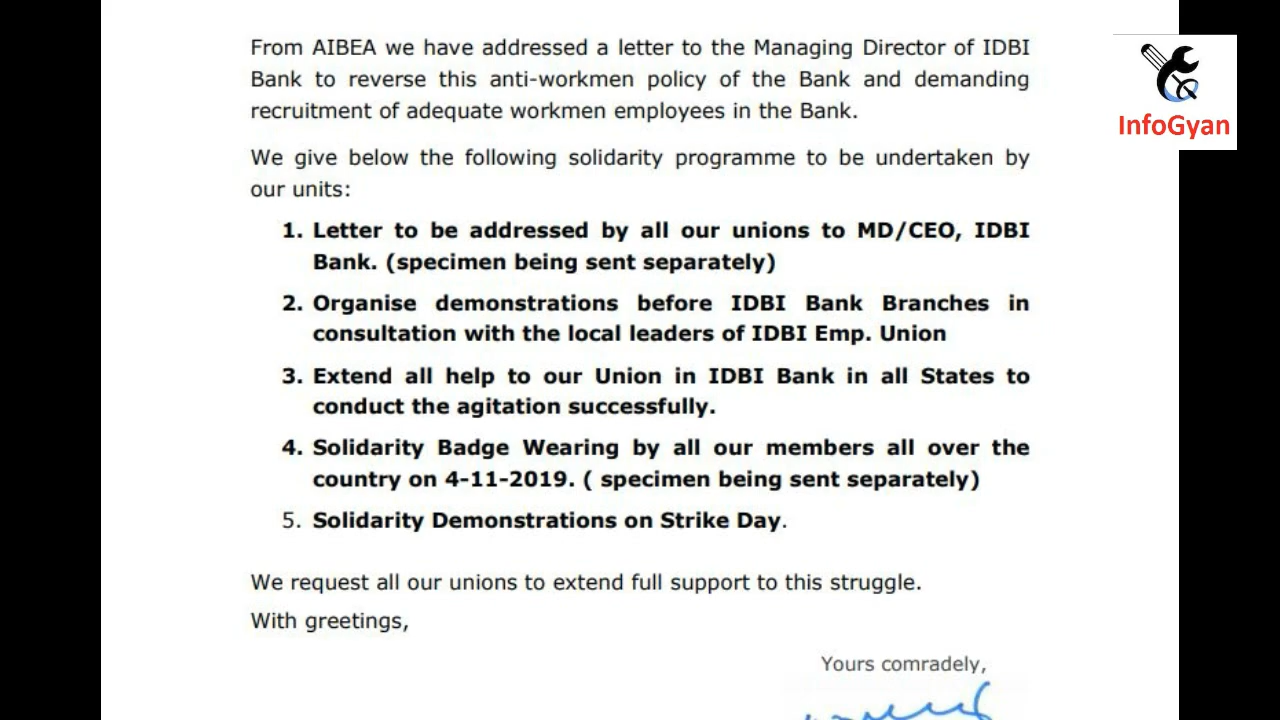 From AIBEA we have addressed a letter to the Managing Director of IDBI
Bank to reverse this anti-workmen policy of the Bank and demanding
recruitment of adequate workmen employees in the Bank.
InfoGyan
We give below the following solidarity programme to be undertaken by
our units:
1. Letter to be addressed by all our unions to MD/CEO, IDBI
Bank. (specimen being sent separately)
2. Organise demonstrations before IDBI Bank Branches in
consultation with the local leaders of IDBI Emp. Union
3. Extend all help to our Union in IDBI Bank in all States to
conduct the agitation successfully.
4. Solidarity Badge Wearing by all our members all over the
country on 4-11-2019. ( specimen being sent separately)
5. Solidarity Demonstrations on Strike Day.
We request all our unions to extend full support to this struggle.
With greetings,
Yours comradely,